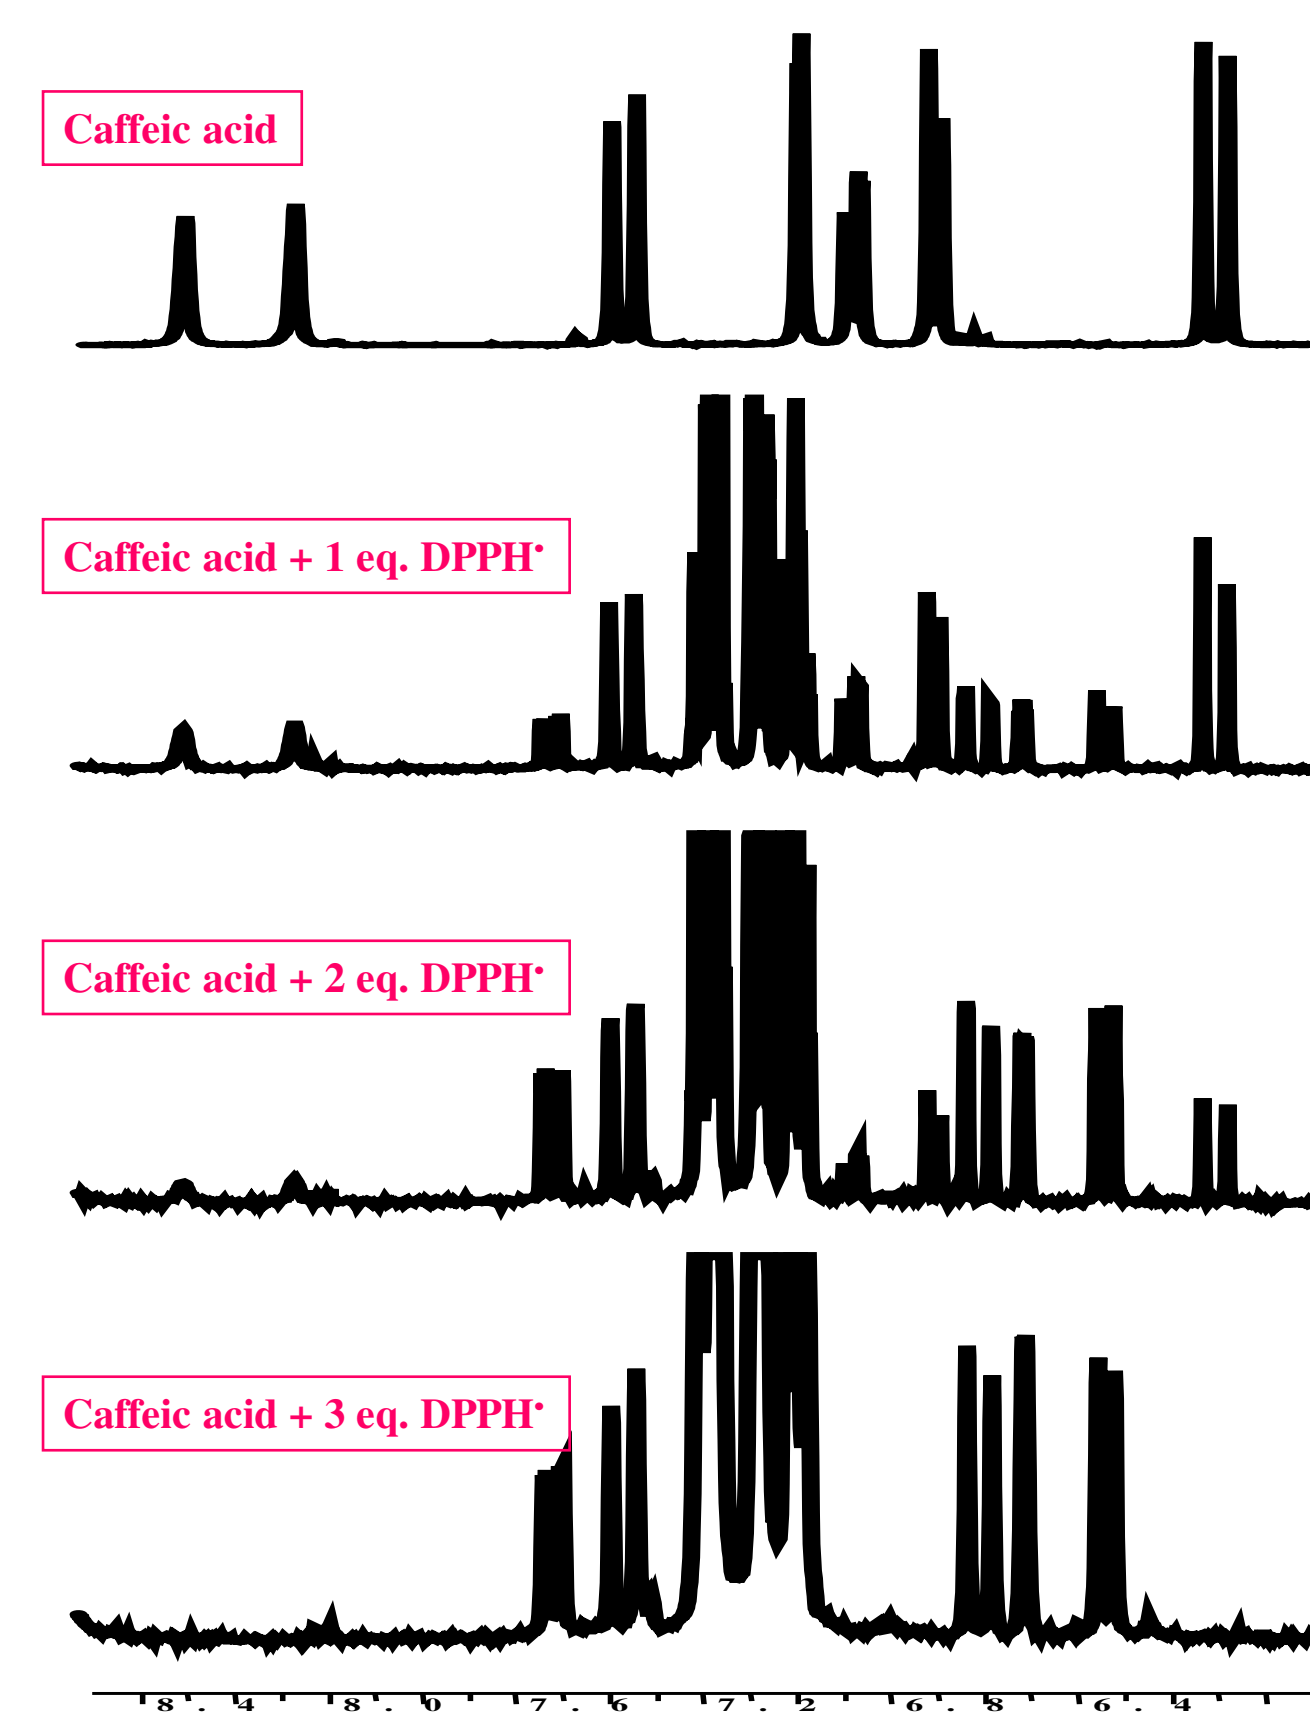 Caffeic acid
Caffeic acid + 1 eq. DPPH•
Caffeic acid + 2 eq. DPPH•
Caffeic acid + 3 eq. DPPH•
8.4 8.0 7.6 7.2 6.8 6.4